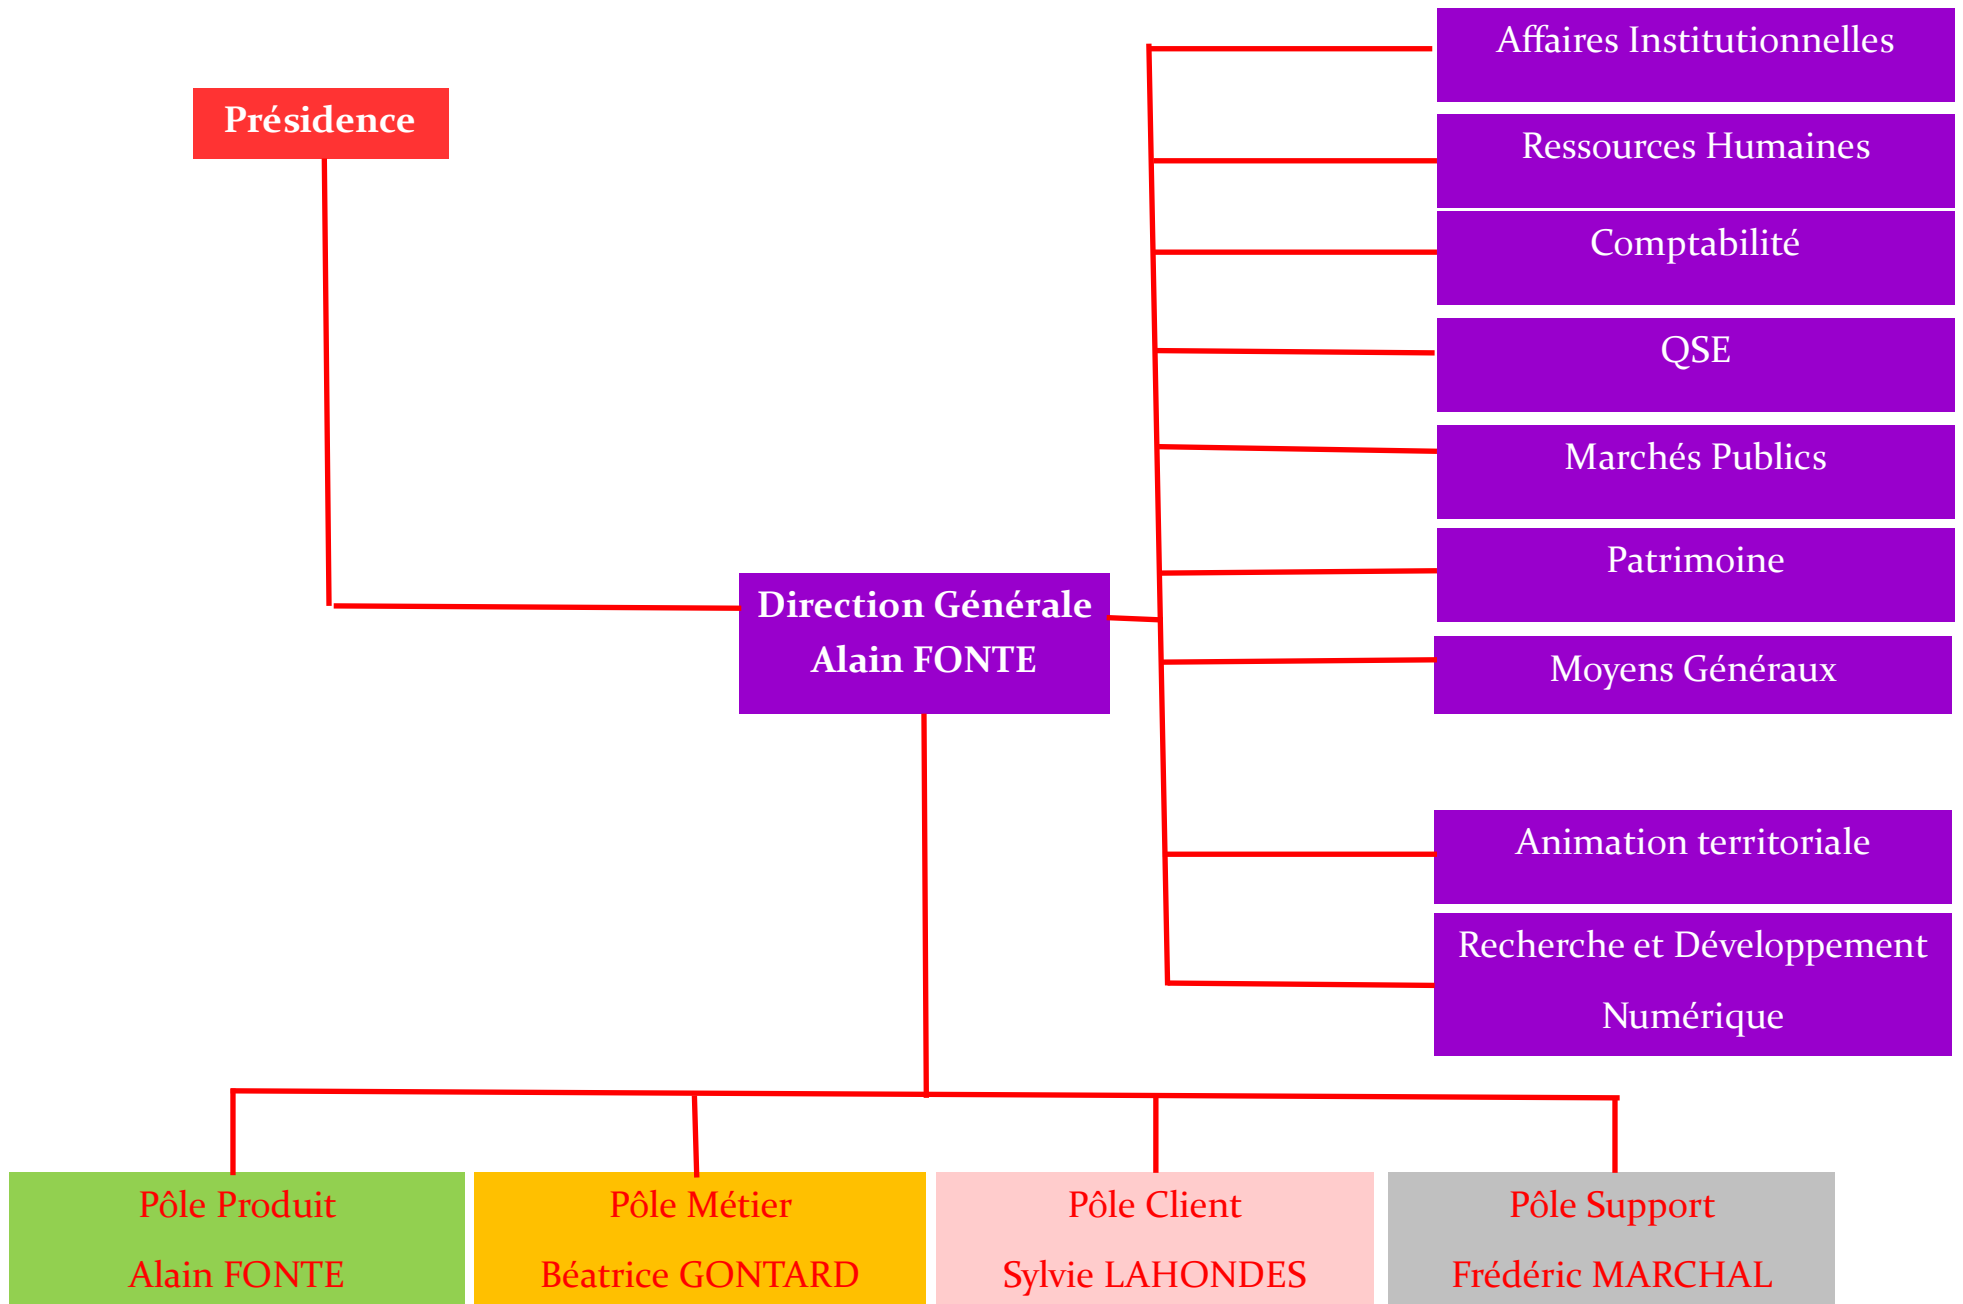 Présidence
Direction Générale
Alain FONTE
Affaires Institutionnelles
Ressources Humaines
Comptabilité
QSE
Marchés Publics
Patrimoine
Moyens Généraux
Animation territoriale
Recherche et Développement
Numérique
Pôle Produit
Alain FONTE
Pôle Métier
Béatrice GONTARD
Pôle Client
Sylvie LAHONDES
Pôle Support
Frédéric MARCHAL